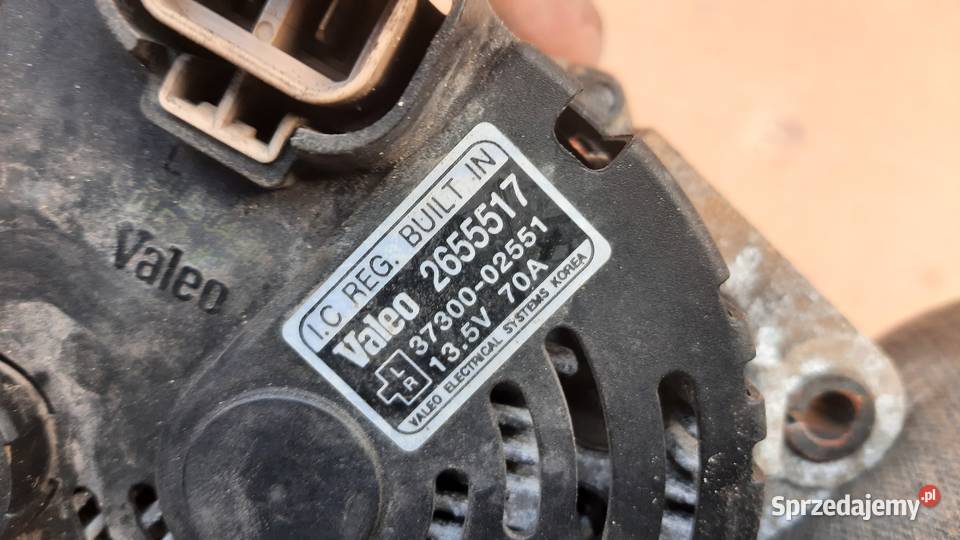 I.C REG. BUILT IN
Valeo 2655517
37300-02551
L R 13.5V 70A
VALEO ELECTRICAL SYSTEMS KOREA
Valeo
Sprzedajemy.pl